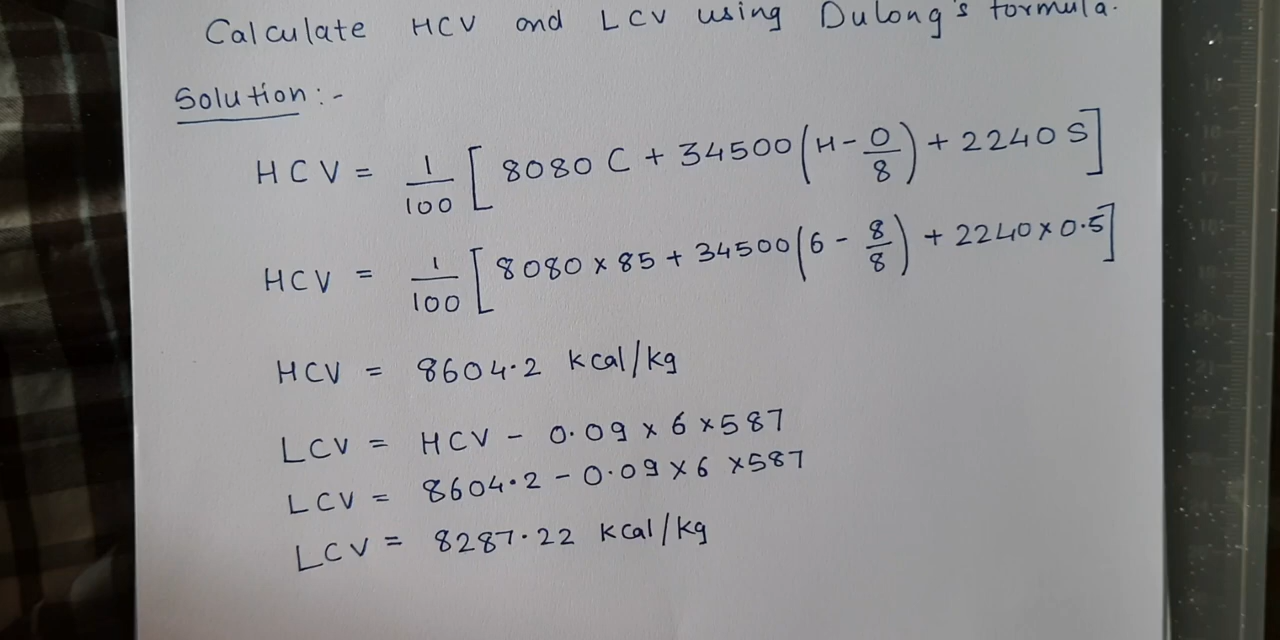 Calculate HCV and LCV using Dulong's formula.
Solution :-
HCV = 1/100 [ 8080 C + 34500 (H - O/8) + 2240 S ]
HCV = 1/100 [ 8080 × 85 + 34500 (6 - 8/8) + 2240 × 0.5 ]
HCV = 8604.2 kcal/kg
LCV = HCV - 0.09 × 6 × 587
LCV = 8604.2 - 0.09 × 6 × 587
LCV = 8287.22 kcal/kg